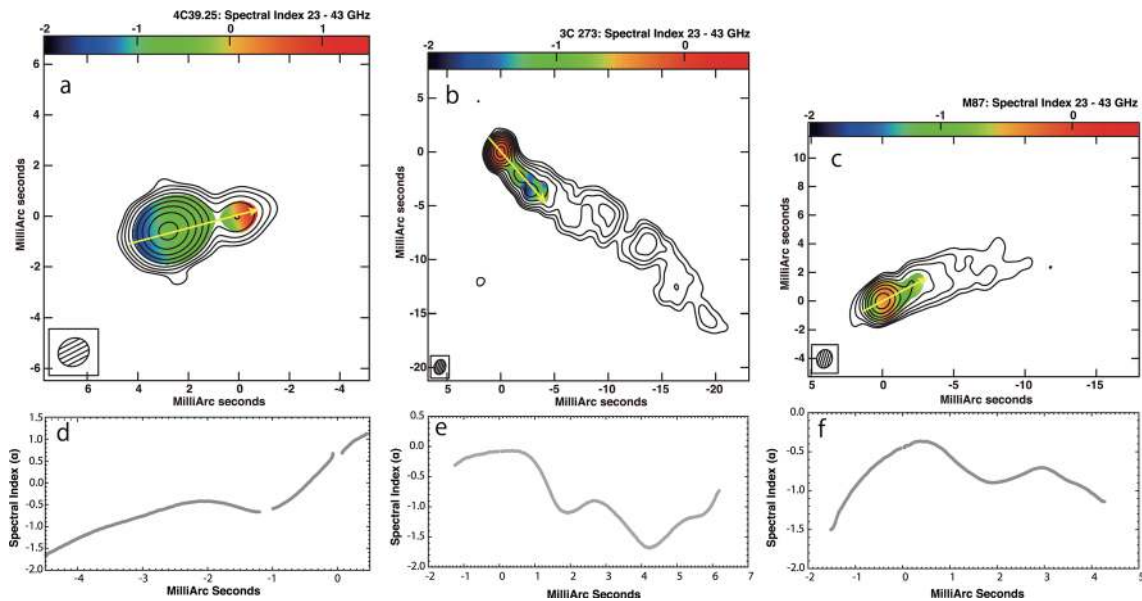 4C39.25: Spectral Index 23 - 43 GHz
-2 -1 0 1
a
MilliArc seconds
6
4
2
0
-2
-4
-6
6 4 2 0 -2 -4
MilliArc seconds
3C 273: Spectral Index 23 - 43 GHz
-2 -1 0
b
MilliArc seconds
5
0
-5
-10
-15
-20
5 0 -5 -10 -15 -20
MilliArc seconds
M87: Spectral Index 23 - 43 GHz
-2 -1 0
c
MilliArc seconds
10
8
6
4
2
0
-2
-4
5 0 -5 -10 -15
MilliArc seconds
d
Spectral Index (α)
1.5
1.0
0.5
0.0
-0.5
-1.0
-1.5
-2.0
-4 -3 -2 -1 0
MilliArc Seconds
e
Spectral Index (α)
0.5
0.0
-0.5
-1.0
-1.5
-2.0
-2 -1 0 1 2 3 4 5 6 7
MilliArc Seconds
f
Spectral Index (α)
0.0
-0.5
-1.0
-1.5
-2.0
-2 -1 0 1 2 3 4 5
MilliArc Seconds